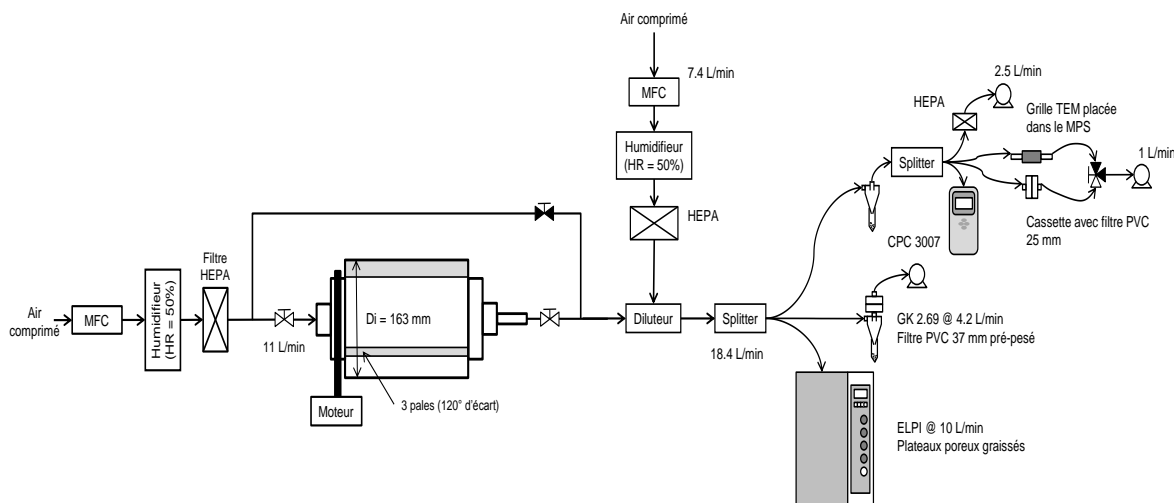 Air comprimé
7.4 L/min
MFC
Humidifieur
(HR = 50%)
HEPA
2.5 L/min
HEPA
Grille TEM placée
dans le MPS
Splitter
1 L/min
CPC 3007
Cassette avec filtre PVC
25 mm
Filtre
HEPA
Air
comprimé
MFC
Humidifieur
(HR = 50%)
11 L/min
Di = 163 mm
Moteur
3 pales (120° d'écart)
Diluteur
Splitter
18.4 L/min
GK 2.69 @ 4.2 L/min
Filtre PVC 37 mm pré-pesé
ELPI @ 10 L/min
Plateaux poreux graissés